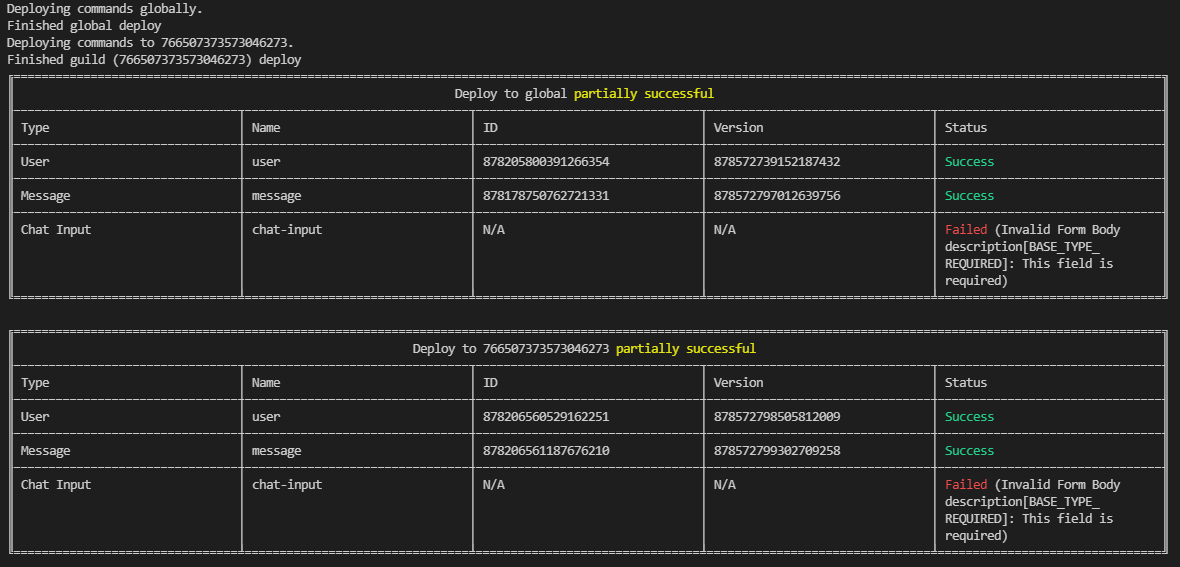 Deploying commands globally.
Finished global deploy
Deploying commands to 766507373573046273.
Finished guild (766507373573046273) deploy
Deploy to global partially successful
Type Name ID Version Status
User user 878205800391266354 878572739152187432 Success
Message message 878178750762721331 878572797012639756 Success
Chat Input chat-input N/A N/A Failed (Invalid Form Body
description[BASE_TYPE_
REQUIRED]: This field is
required)
Deploy to 766507373573046273 partially successful
Type Name ID Version Status
User user 878206560529162251 878572798505812009 Success
Message message 878206561187676210 878572799302709258 Success
Chat Input chat-input N/A N/A Failed (Invalid Form Body
description[BASE_TYPE_
REQUIRED]: This field is
required)